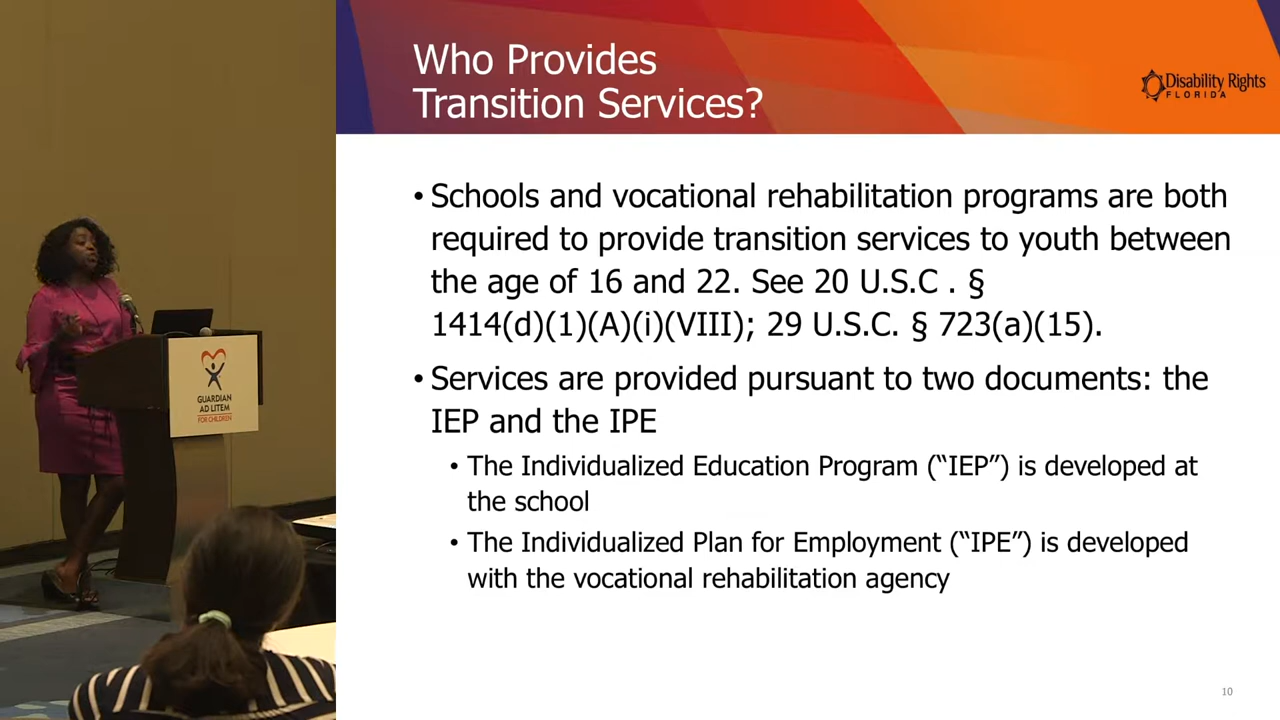 Who Provides
Transition Services?
Disability Rights
FLORIDA
• Schools and vocational rehabilitation programs are both
required to provide transition services to youth between
the age of 16 and 22. See 20 U.S.C . §
1414(d)(1)(A)(i)(VIII); 29 U.S.C. § 723(a)(15).
• Services are provided pursuant to two documents: the
IEP and the IPE
• The Individualized Education Program (“IEP”) is developed at
the school
• The Individualized Plan for Employment (“IPE”) is developed
with the vocational rehabilitation agency
10
GUARDIAN
AD LITEM
FOR CHILDREN